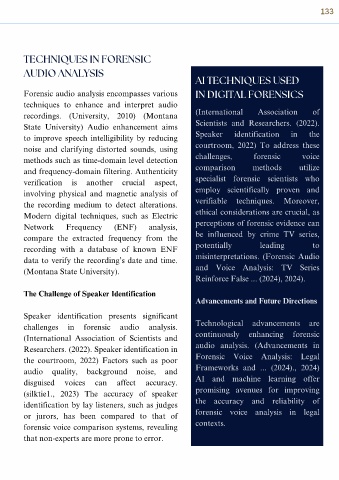 133
TECHNIQUES IN FORENSIC
AUDIO ANALYSIS
Forensic audio analysis encompasses various
techniques to enhance and interpret audio
recordings. (University, 2010) (Montana
State University) Audio enhancement aims
to improve speech intelligibility by reducing
noise and clarifying distorted sounds, using
methods such as time-domain level detection
and frequency-domain filtering. Authenticity
verification is another crucial aspect,
involving physical and magnetic analysis of
the recording medium to detect alterations.
Modern digital techniques, such as Electric
Network Frequency (ENF) analysis,
compare the extracted frequency from the
recording with a database of known ENF
data to verify the recording's date and time.
(Montana State University).
The Challenge of Speaker Identification
Speaker identification presents significant
challenges in forensic audio analysis.
(International Association of Scientists and
Researchers. (2022). Speaker identification in
the courtroom, 2022) Factors such as poor
audio quality, background noise, and
disguised voices can affect accuracy.
(silktie1., 2023) The accuracy of speaker
identification by lay listeners, such as judges
or jurors, has been compared to that of
forensic voice comparison systems, revealing
that non-experts are more prone to error.
AI TECHNIQUES USED
IN DIGITAL FORENSICS
(International Association of
Scientists and Researchers. (2022).
Speaker identification in the
courtroom, 2022) To address these
challenges, forensic voice
comparison methods utilize
specialist forensic scientists who
employ scientifically proven and
verifiable techniques. Moreover,
ethical considerations are crucial, as
perceptions of forensic evidence can
be influenced by crime TV series,
potentially leading to
misinterpretations. (Forensic Audio
and Voice Analysis: TV Series
Reinforce False ... (2024), 2024).
Advancements and Future Directions
Technological advancements are
continuously enhancing forensic
audio analysis. (Advancements in
Forensic Voice Analysis: Legal
Frameworks and ... (2024)., 2024)
AI and machine learning offer
promising avenues for improving
the accuracy and reliability of
forensic voice analysis in legal
contexts.